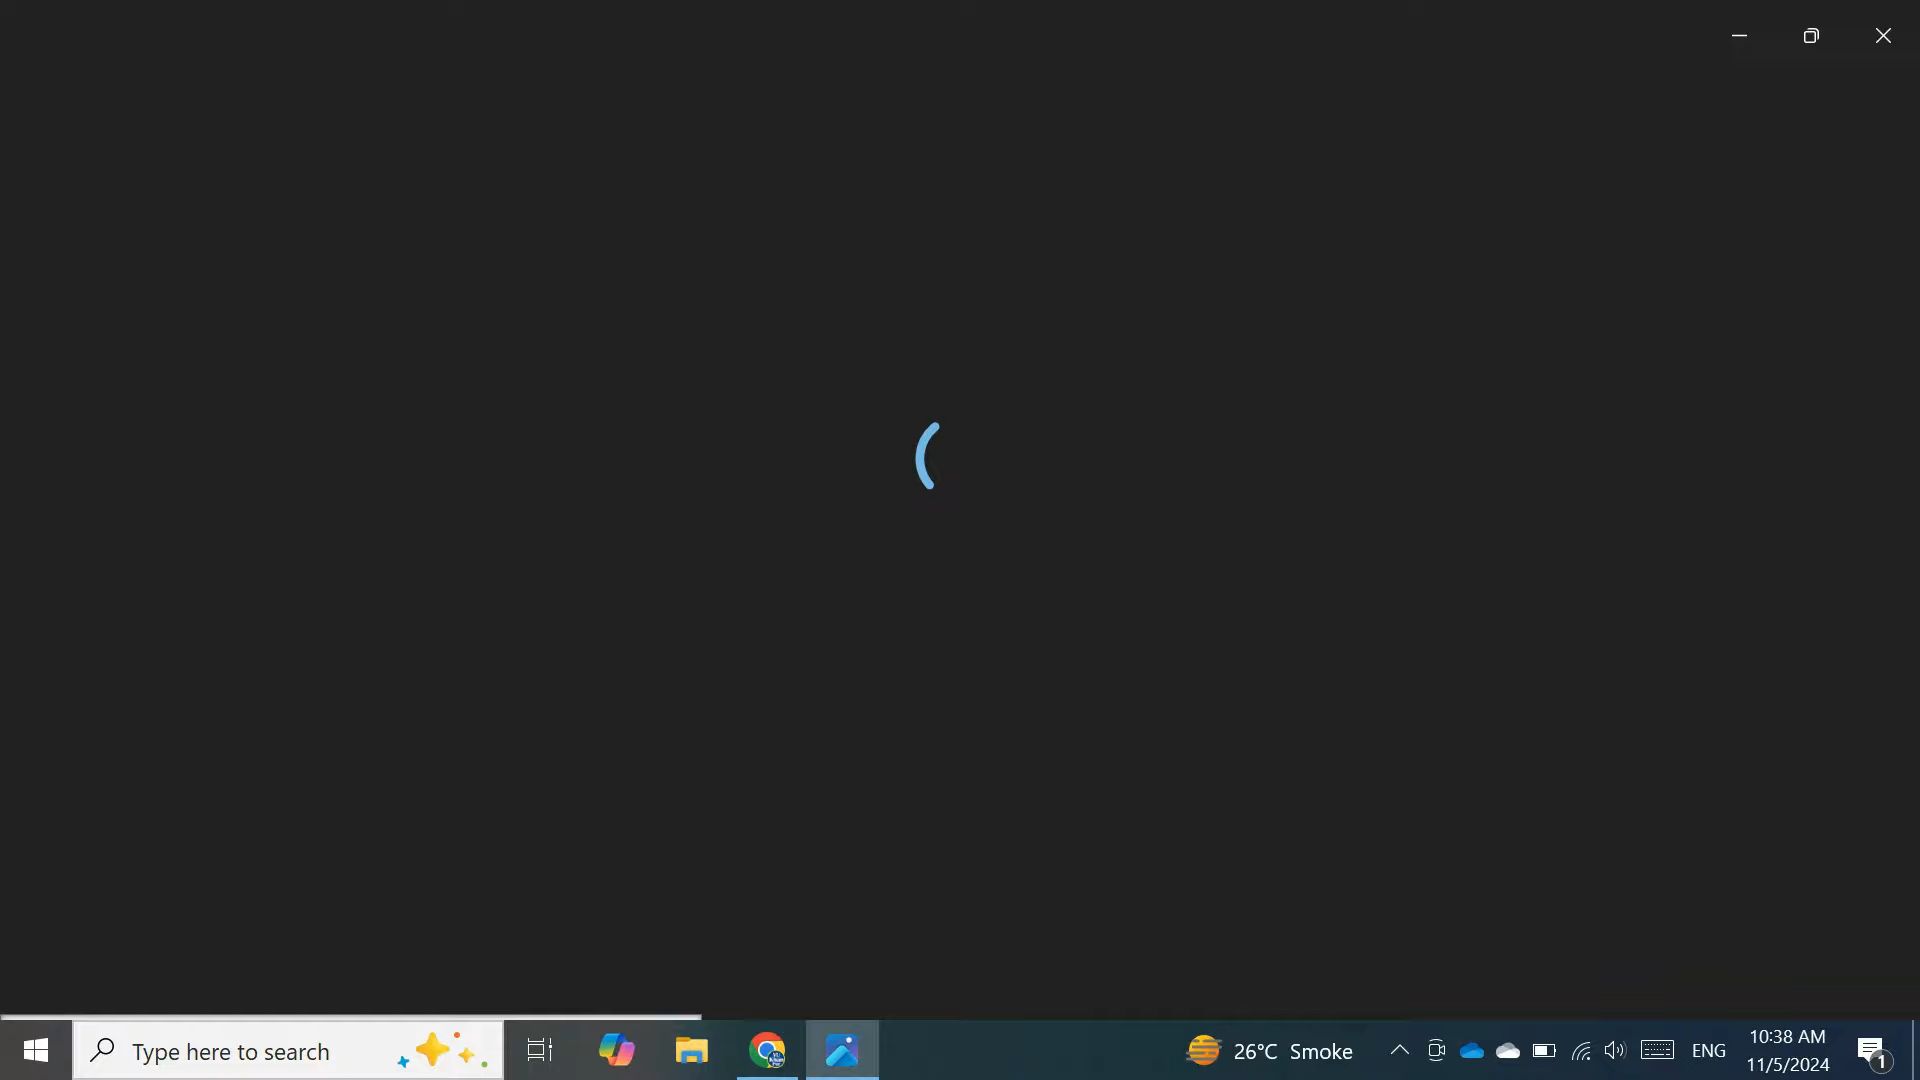 Type here to search
26°C Smoke
ENG
10:38 AM
11/5/2024
1